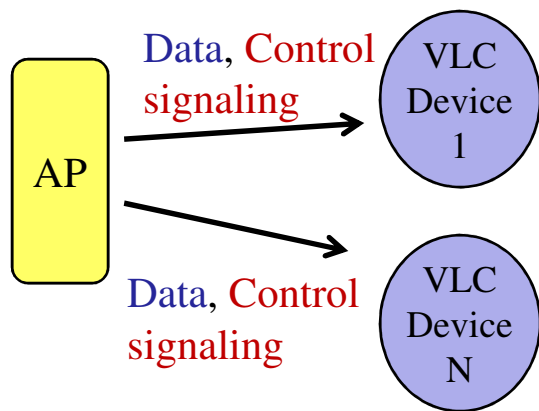 Data, Control
signaling
VLC
Device
1
AP
Data, Control
signaling
VLC
Device
N